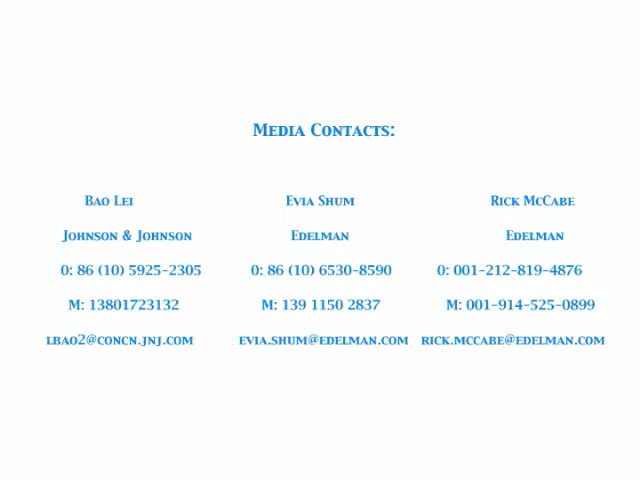 Media Contacts:
Bao Lei Evia Shum Rick McCabe
Johnson & Johnson Edelman Edelman
O: 86 (10) 5925-2305 O: 86 (10) 6530-8590 O: 001-212-819-4876
M: 13801723132 M: 139 1150 2837 M: 001-914-525-0899
lbao2@concn.jnj.com evia.shum@edelman.com rick.mccabe@edelman.com